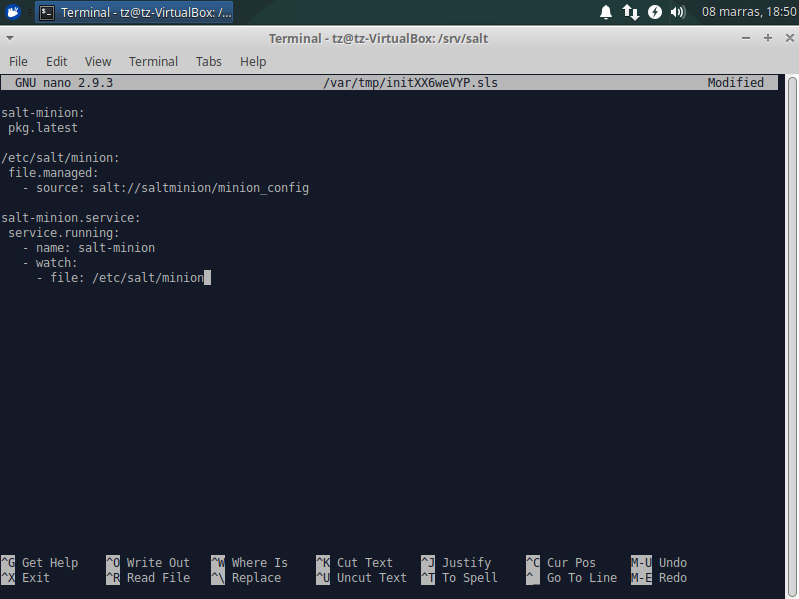 Terminal - tz@tz-VirtualBox: /...
08 marras, 18:50
Terminal - tz@tz-VirtualBox: /srv/salt
File Edit View Terminal Tabs Help
GNU nano 2.9.3 /var/tmp/initXX6weVYP.sls Modified
salt-minion:
 pkg.latest
/etc/salt/minion:
 file.managed:
   - source: salt://saltminion/minion_config
salt-minion.service:
 service.running:
   - name: salt-minion
   - watch:
     - file: /etc/salt/minion
^G Get Help ^O Write Out ^W Where Is ^K Cut Text ^J Justify ^C Cur Pos M-U Undo
^X Exit ^R Read File ^\ Replace ^U Uncut Text ^T To Spell ^_ Go To Line M-E Redo